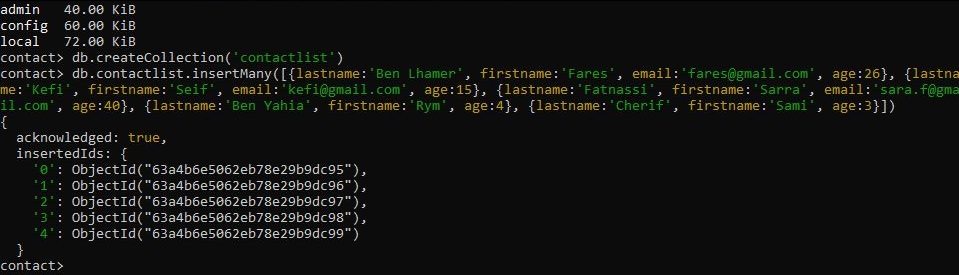 admin   40.00 KiB
config  60.00 KiB
local   72.00 KiB
contact> db.createCollection('contactlist')
contact> db.contactlist.insertMany([{lastname:'Ben Lhamer', firstname:'Fares', email:'fares@gmail.com', age:26}, {lastna
me:'Kefi', firstname:'Seif', email:'kefi@gmail.com', age:15}, {lastname:'Fatnassi', firstname:'Sarra', email:'sara.f@gma
il.com', age:40}, {lastname:'Ben Yahia', firstname:'Rym', age:4}, {lastname:'Cherif', firstname:'Sami', age:3}])
{
  acknowledged: true,
  insertedIds: {
    '0': ObjectId("63a4b6e5062eb78e29b9dc95"),
    '1': ObjectId("63a4b6e5062eb78e29b9dc96"),
    '2': ObjectId("63a4b6e5062eb78e29b9dc97"),
    '3': ObjectId("63a4b6e5062eb78e29b9dc98"),
    '4': ObjectId("63a4b6e5062eb78e29b9dc99")
  }
contact>